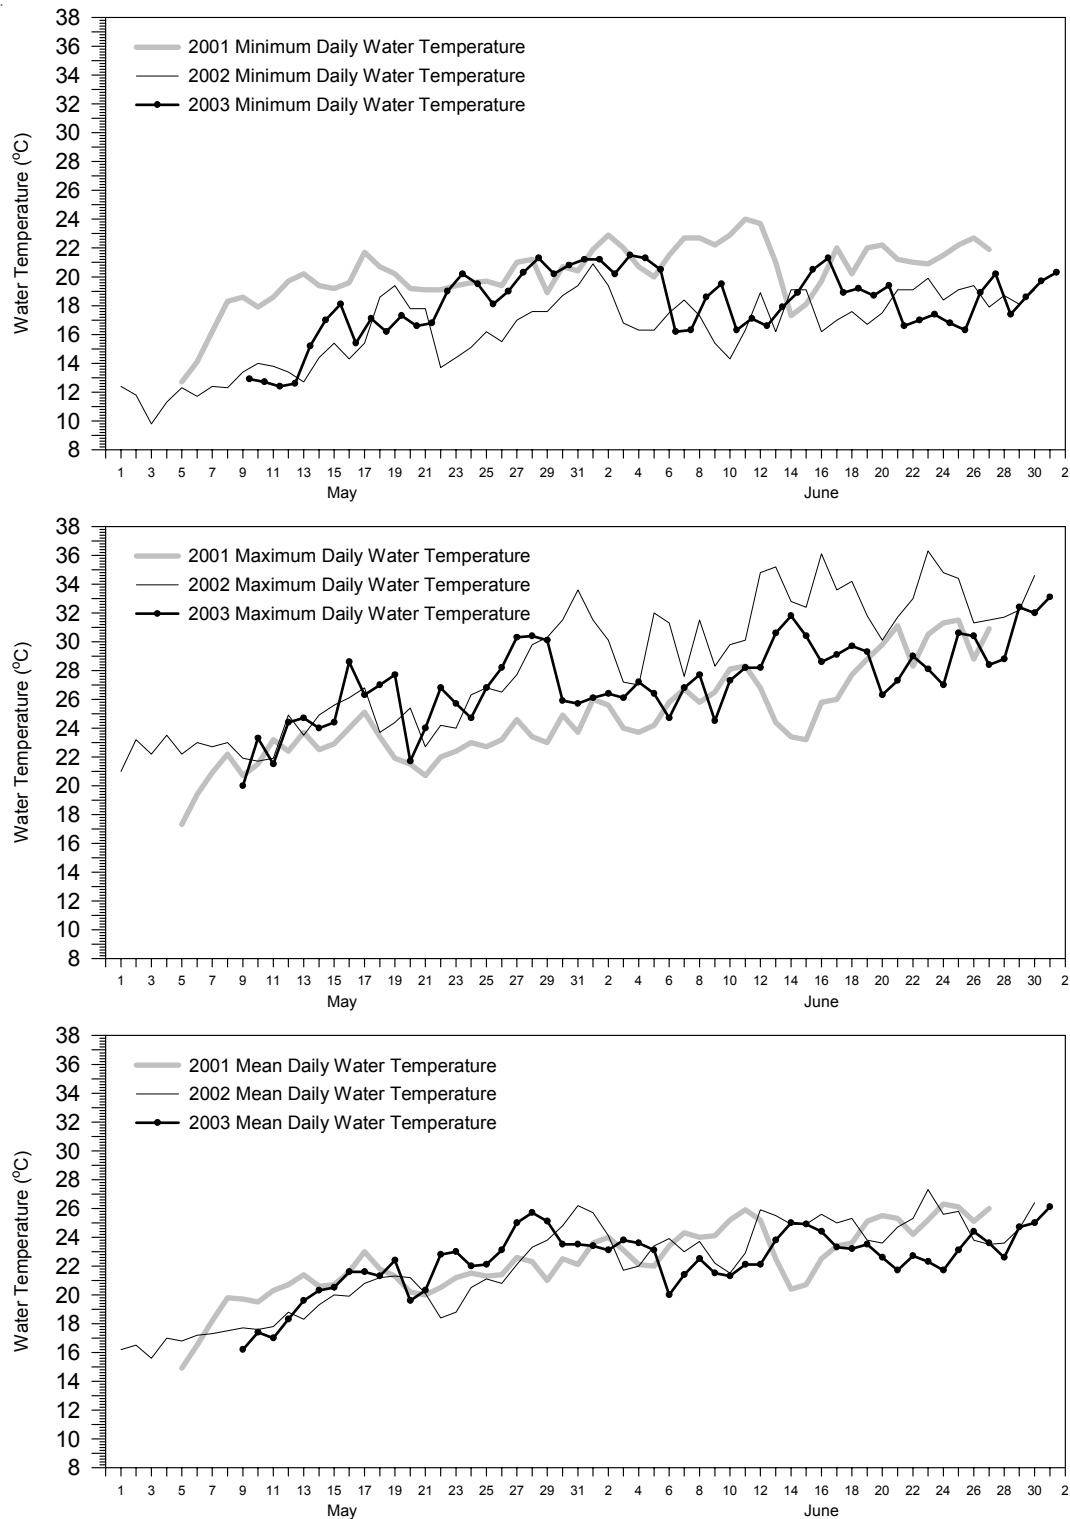 38
36
34
32
30
28
26
24
22
20
18
16
14
12
10
8
Water Temperature (°C)
2001 Minimum Daily Water Temperature
2002 Minimum Daily Water Temperature
2003 Minimum Daily Water Temperature
1 3 5 7 9 11 13 15 17 19 21 23 25 27 29 31 2 4 6 8 10 12 14 16 18 20 22 24 26 28 30 2
May June
38
36
34
32
30
28
26
24
22
20
18
16
14
12
10
8
Water Temperature (°C)
2001 Maximum Daily Water Temperature
2002 Maximum Daily Water Temperature
2003 Maximum Daily Water Temperature
1 3 5 7 9 11 13 15 17 19 21 23 25 27 29 31 2 4 6 8 10 12 14 16 18 20 22 24 26 28 30 2
May June
38
36
34
32
30
28
26
24
22
20
18
16
14
12
10
8
Water Temperature (°C)
2001 Mean Daily Water Temperature
2002 Mean Daily Water Temperature
2003 Mean Daily Water Temperature
1 3 5 7 9 11 13 15 17 19 21 23 25 27 29 31 2 4 6 8 10 12 14 16 18 20 22 24 26 28 30 2
May June